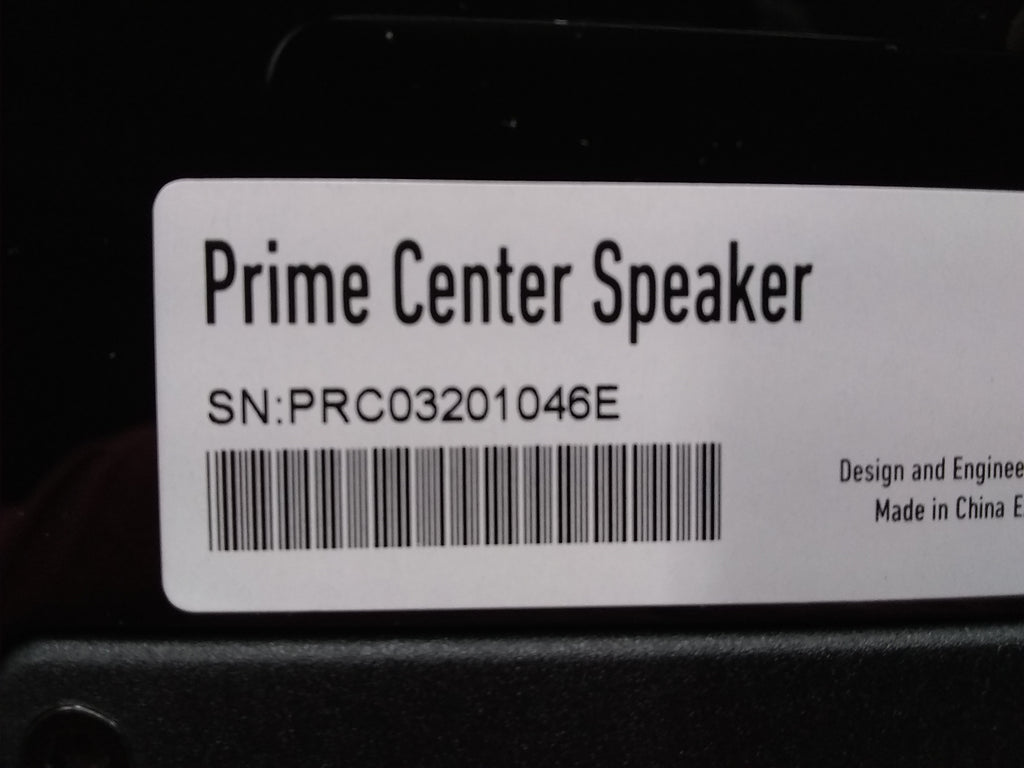 Prime Center Speaker
SN:PRC03201046E
Design and Enginee
Made in China E